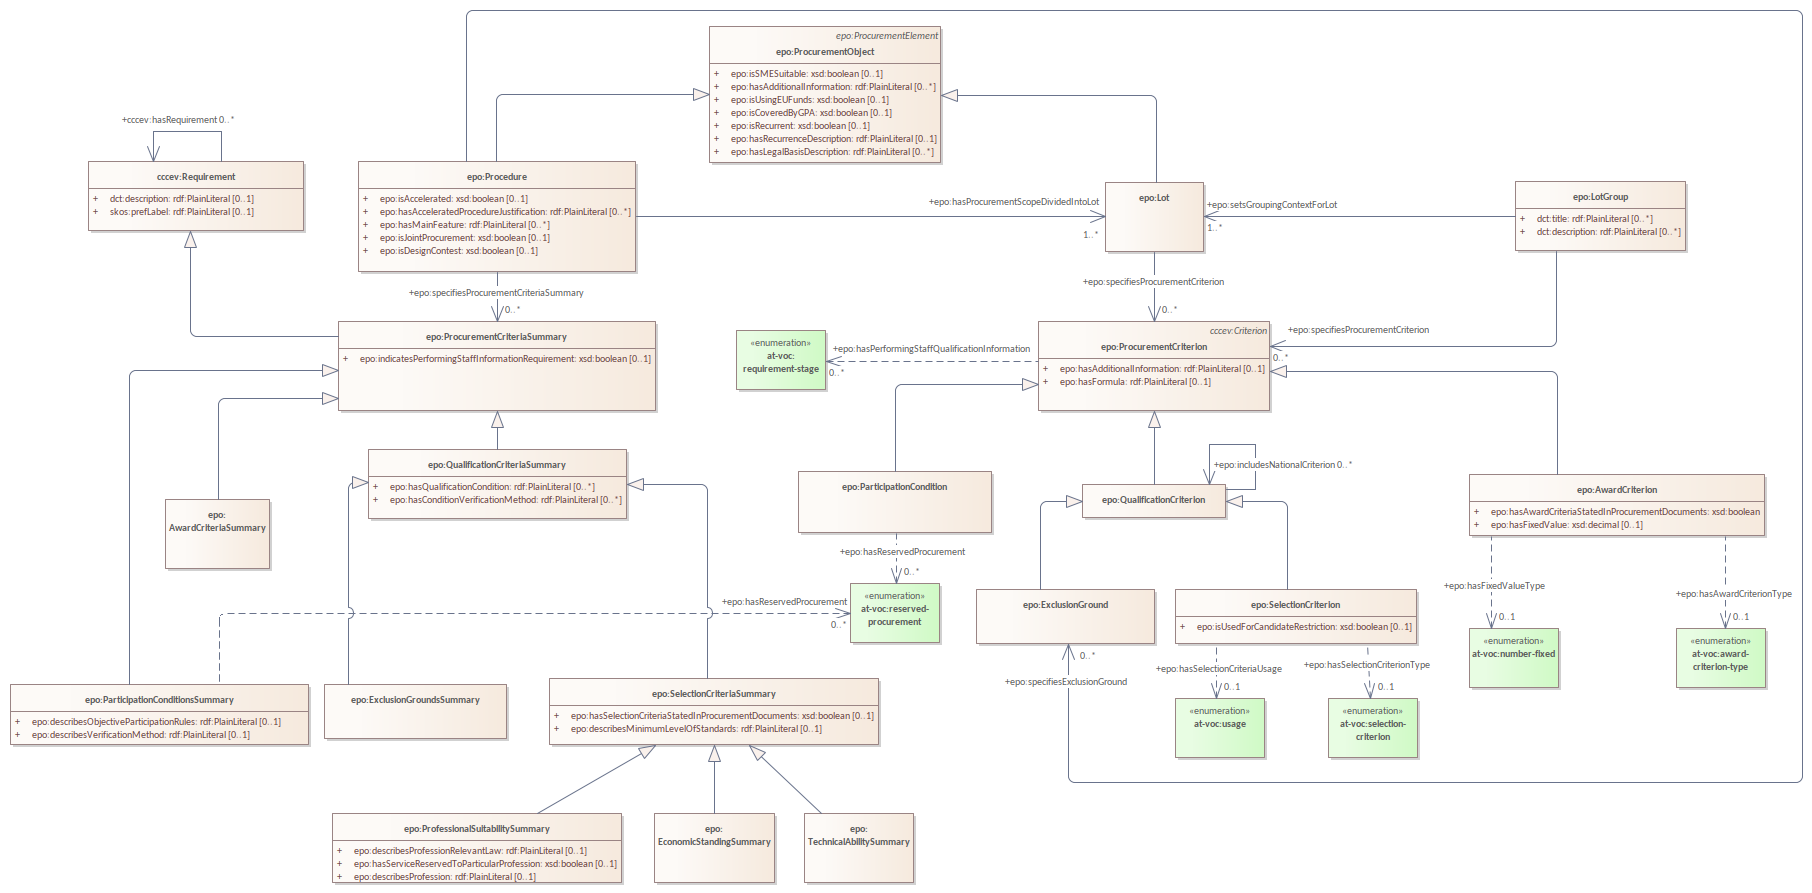 epo:ProcurementElement
epo:ProcurementObject
+ epo:isSMESuitable: xsd:boolean [0..1]
+ epo:hasAdditionalInformation: rdf:PlainLiteral [0..*]
+ epo:isUsingEUFunds: xsd:boolean [0..1]
+ epo:isCoveredByGPA: xsd:boolean [0..1]
+ epo:isRecurrent: xsd:boolean [0..1]
+ epo:hasRecurrenceDescription: rdf:PlainLiteral [0..1]
+ epo:hasLegalBasisDescription: rdf:PlainLiteral [0..*]
+cccev:hasRequirement 0..*
cccev:Requirement
+ dct:description: rdf:PlainLiteral [0..1]
+ skos:prefLabel: rdf:PlainLiteral [0..1]
epo:Procedure
+ epo:isAccelerated: xsd:boolean [0..1]
+ epo:hasAcceleratedProcedureJustification: rdf:PlainLiteral [0..*]
+ epo:hasMainFeature: rdf:PlainLiteral [0..*]
+ epo:isJointProcurement: xsd:boolean [0..1]
+ epo:isDesignContest: xsd:boolean [0..1]
+epo:hasProcurementScopeDividedIntoLot
1..*
epo:Lot
+epo:setsGroupingContextForLot
1..*
epo:LotGroup
+ dct:title: rdf:PlainLiteral [0..*]
+ dct:description: rdf:PlainLiteral [0..*]
+epo:specifiesProcurementCriteriaSummary
0..*
+epo:specifiesProcurementCriterion
0..*
+epo:specifiesProcurementCriterion
0..*
epo:ProcurementCriteriaSummary
+ epo:indicatesPerformingStaffInformationRequirement: xsd:boolean [0..1]
«enumeration»
at-voc:
requirement-stage
+epo:hasPerformingStaffQualificationInformation
0..*
cccev:Criterion
epo:ProcurementCriterion
+ epo:hasAdditionalInformation: rdf:PlainLiteral [0..1]
+ epo:hasFormula: rdf:PlainLiteral [0..1]
epo:QualificationCriteriaSummary
+ epo:hasQualificationCondition: rdf:PlainLiteral [0..*]
+ epo:hasConditionVerificationMethod: rdf:PlainLiteral [0..*]
epo:
AwardCriteriaSummary
epo:ParticipationCondition
+epo:includesNationalCriterion 0..*
epo:QualificationCriterion
epo:AwardCriterion
+ epo:hasAwardCriteriaStatedInProcurementDocuments: xsd:boolean
+ epo:hasFixedValue: xsd:decimal [0..1]
+epo:hasReservedProcurement
0..*
+epo:hasReservedProcurement
0..*
«enumeration»
at-voc:reserved-
procurement
epo:ExclusionGround
epo:SelectionCriterion
+ epo:isUsedForCandidateRestriction: xsd:boolean [0..1]
+epo:hasFixedValueType
0..1
+epo:hasAwardCriterionType
0..1
«enumeration»
at-voc:number-fixed
«enumeration»
at-voc:award-
criterion-type
0..*
+epo:specifiesExclusionGround
+epo:hasSelectionCriteriaUsage
0..1
+epo:hasSelectionCriterionType
0..1
«enumeration»
at-voc:usage
«enumeration»
at-voc:selection-
criterion
epo:ParticipationConditionsSummary
+ epo:describesObjectiveParticipationRules: rdf:PlainLiteral [0..1]
+ epo:describesVerificationMethod: rdf:PlainLiteral [0..1]
epo:ExclusionGroundsSummary
epo:SelectionCriteriaSummary
+ epo:hasSelectionCriteriaStatedInProcurementDocuments: xsd:boolean [0..1]
+ epo:describesMinimumLevelOfStandards: rdf:PlainLiteral [0..1]
epo:ProfessionalSuitabilitySummary
+ epo:describesProfessionRelevantLaw: rdf:PlainLiteral [0..1]
+ epo:hasServiceReservedToParticularProfession: xsd:boolean [0..1]
+ epo:describesProfession: rdf:PlainLiteral [0..1]
epo:
EconomicStandingSummary
epo:
TechnicalAbilitySummary